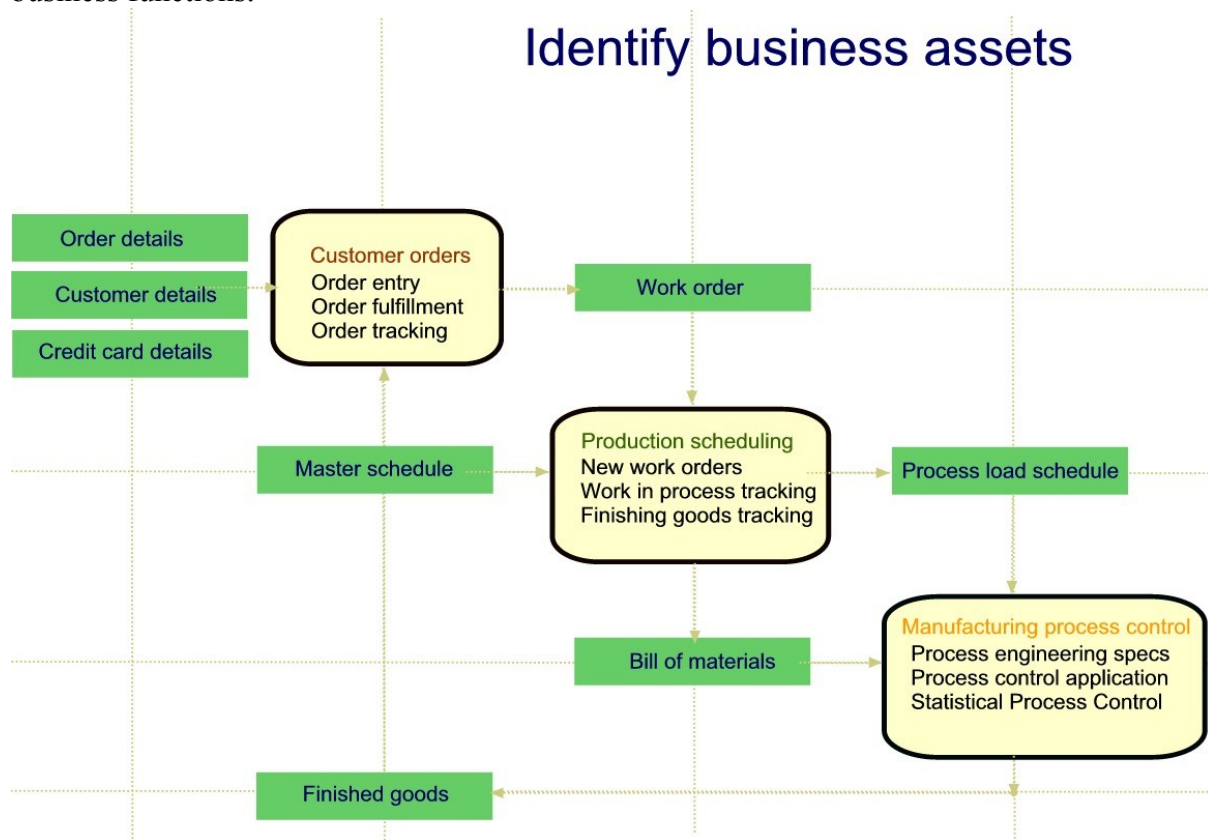 business functions.
Identify business assets
Order details
Customer details
Credit card details
Customer orders
Order entry
Order fulfillment
Order tracking
Work order
Master schedule
Production scheduling
New work orders
Work in process tracking
Finishing goods tracking
Process load schedule
Bill of materials
Manufacturing process control
Process engineering specs
Process control application
Statistical Process Control
Finished goods